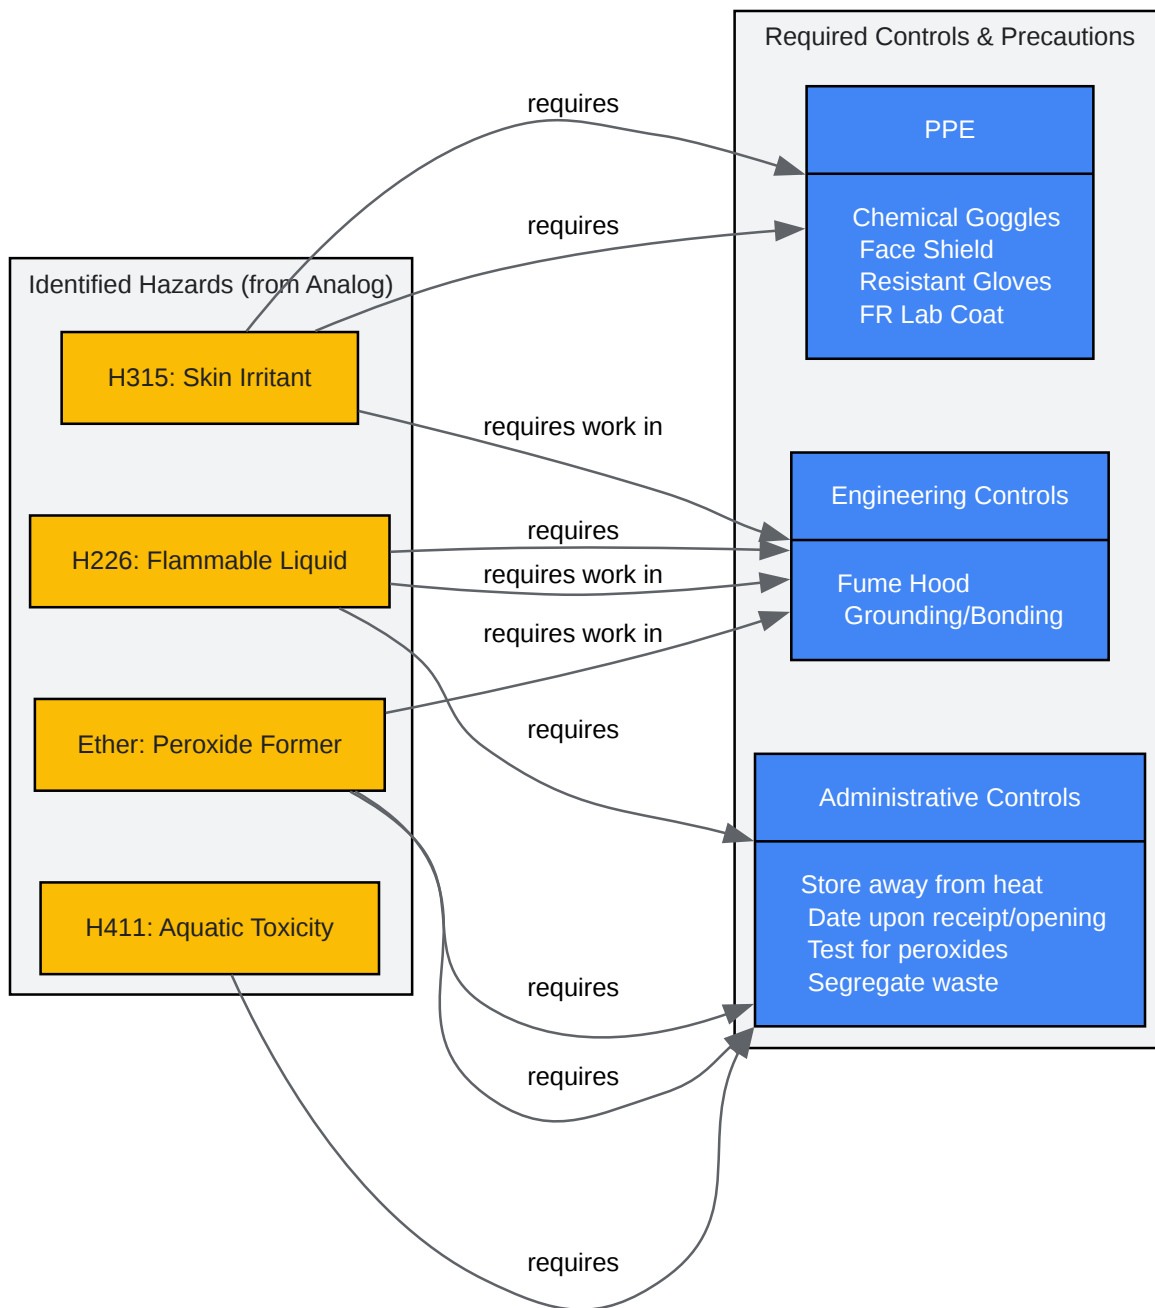 Required Controls & Precautions
requires
PPE
requires
Chemical Goggles
Face Shield
Resistant Gloves
FR Lab Coat
Identified Hazards (from Analog)
H315: Skin Irritant
requires work in
Engineering Controls
requires
H226: Flammable Liquid
requires work in
Fume Hood
Grounding/Bonding
requires work in
Ether: Peroxide Former
requires
Administrative Controls
Store away from heat
Date upon receipt/opening
Test for peroxides
Segregate waste
H411: Aquatic Toxicity
requires
requires
requires